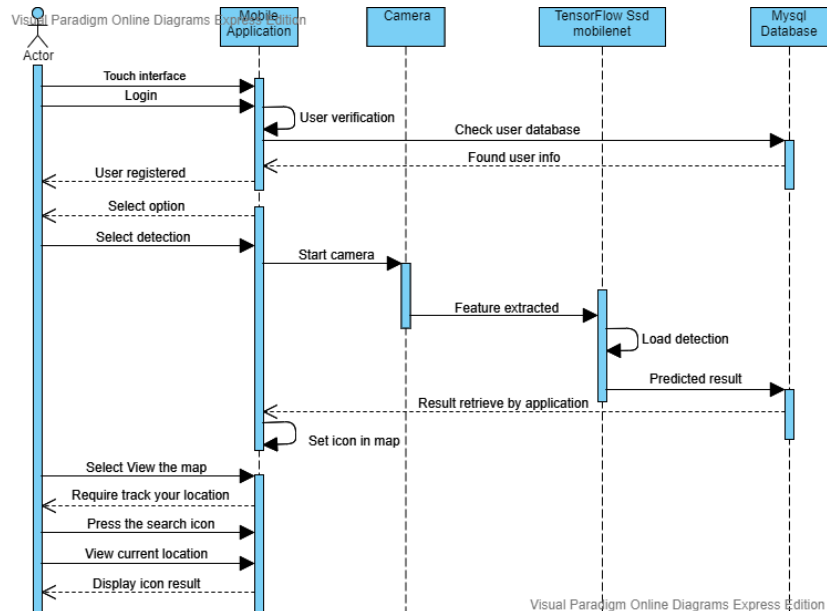 Visual Paradigm Online Diagrams Express Edition
Mobile
Application
Camera
TensorFlow Ssd
mobilenet
Mysql
Database
Actor
Touch interface
Login
User verification
Check user database
Found user info
User registered
Select option
Select detection
Start camera
Feature extracted
Load detection
Predicted result
Result retrieve by application
Set icon in map
Select View the map
Require track your location
Press the search icon
View current location
Display icon result
Visual Paradigm Online Diagrams Express Edition